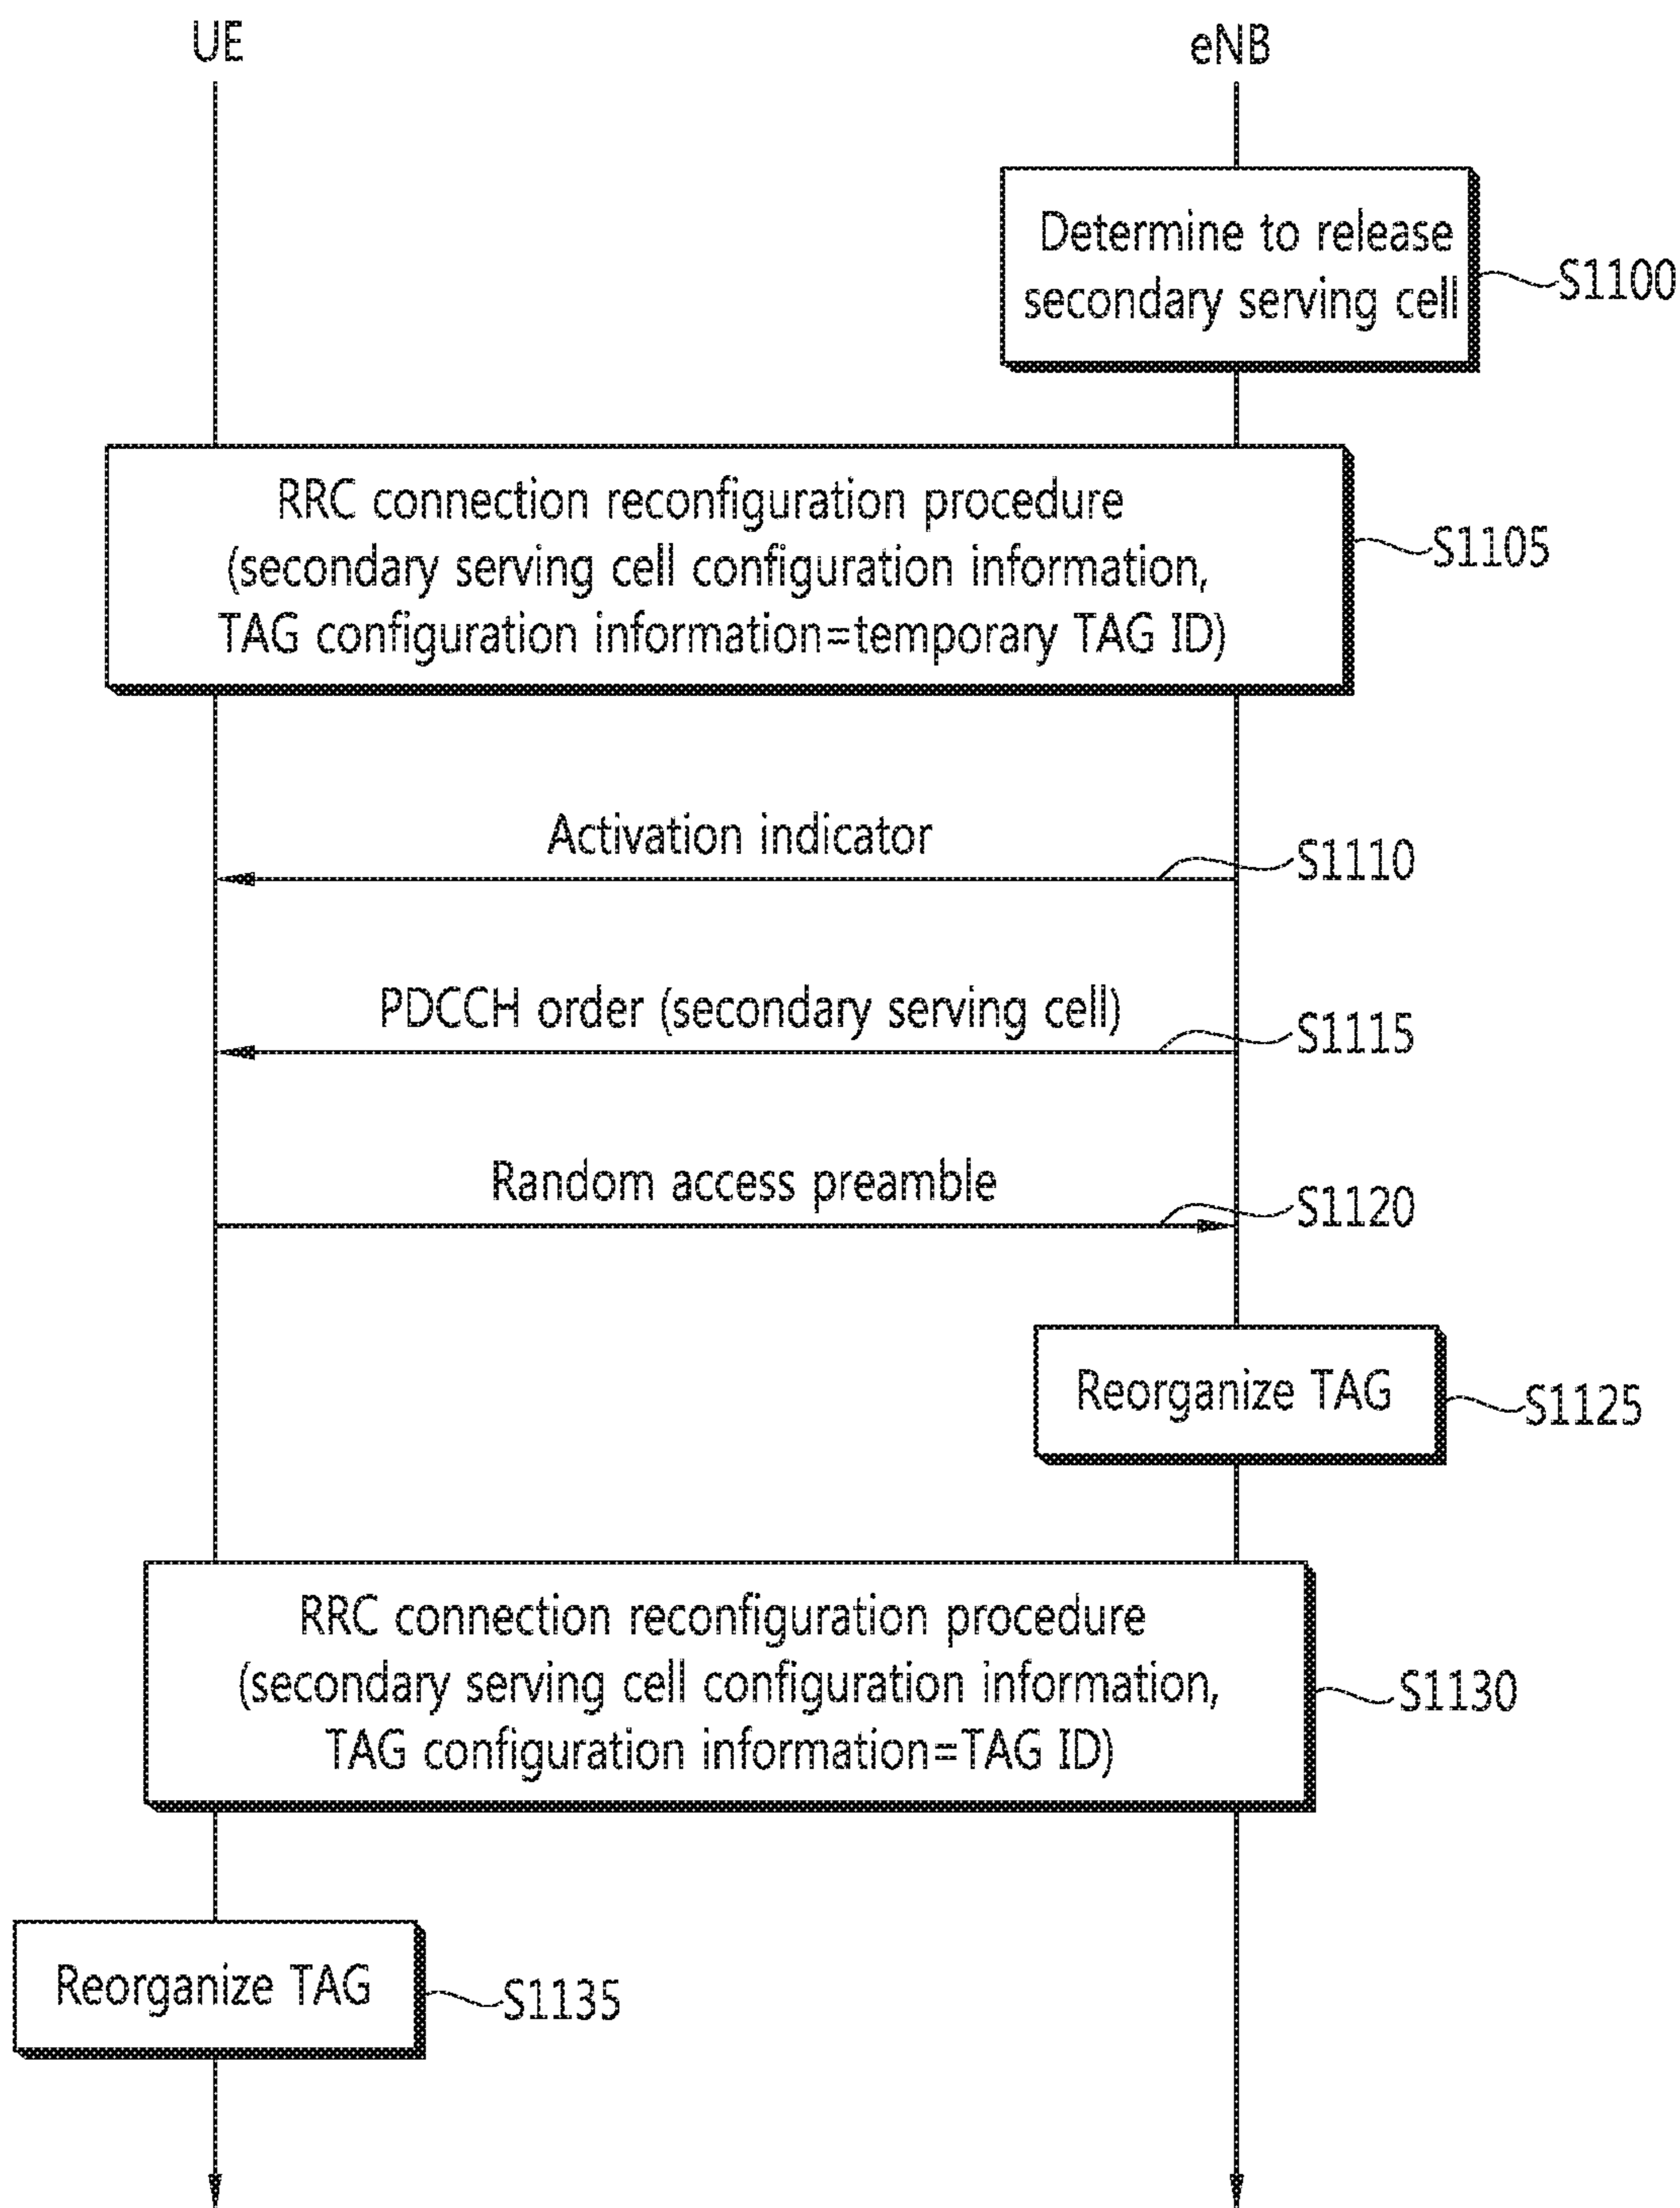 UE
eNB
Determine to release
secondary serving cell
S1100
RRC connection reconfiguration procedure
(secondary serving cell configuration information,
TAG configuration information=temporary TAG ID)
S1105
Activation indicator
S1110
PDCCH order (secondary serving cell)
S1115
Random access preamble
S1120
Reorganize TAG
S1125
RRC connection reconfiguration procedure
(secondary serving cell configuration information,
TAG configuration information=TAG ID)
S1130
Reorganize TAG
S1135